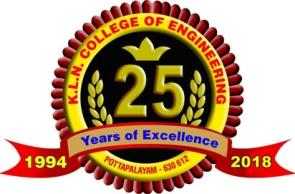 K.L.N. COLLEGE OF ENGINEERING
25
Years of Excellence
1994
2018
POTTAPALAYAM - 630 612